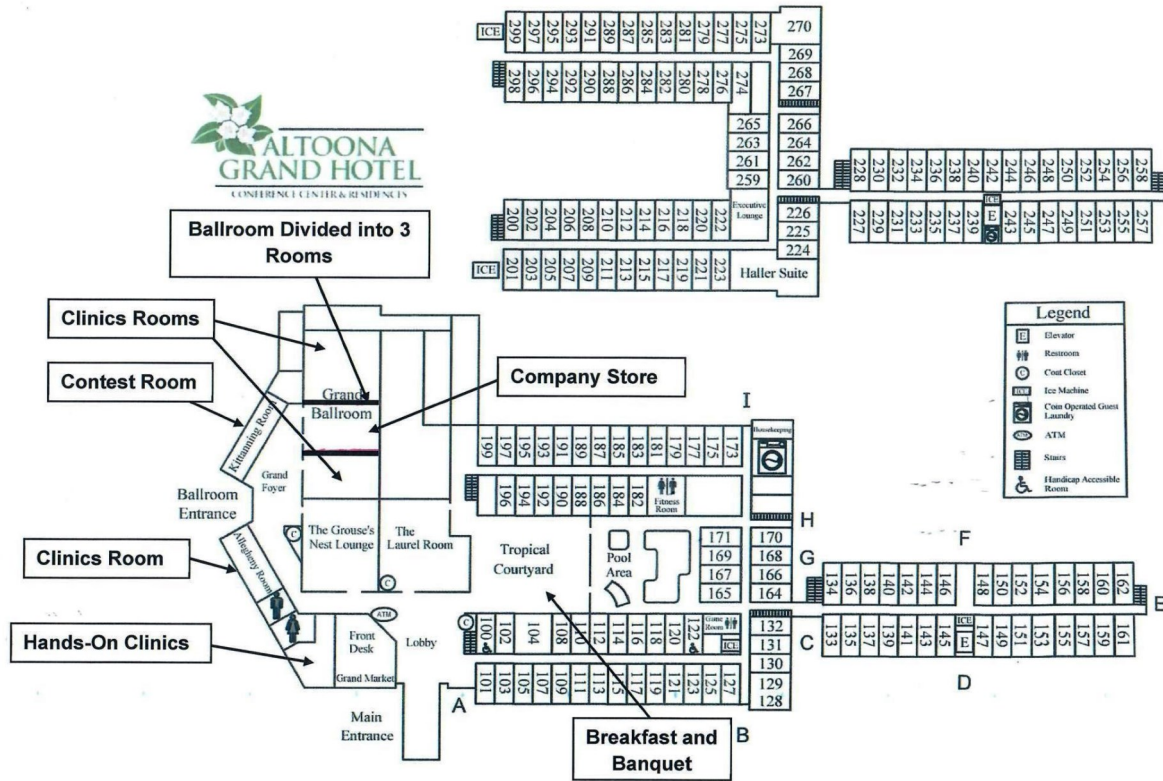 ICE 299 297 295 293 291 289 287 285 283 281 279 277 275 273 270
269
268
267
298 296 294 292 290 288 286 284 282 280 278 276 274
265 266
263 264
261 262
259 260
228 230 232 234 236 238 240 242 244 246 248 250 252 254 256 258
ICE
E
227 229 231 233 235 237 239 243 245 247 249 251 253 255 257
Executive
Lounge
200 202 204 206 208 210 212 214 216 218 220 222
226
225
224
ICE 201 203 205 207 209 211 213 215 217 219 221 223
Haller Suite
ALTOONA
GRAND HOTEL
CONFERENCE CENTER & RESIDENCES
Ballroom Divided into 3
Rooms
Clinics Rooms
Contest Room
Company Store
Grand
Ballroom
Kittanning Room
Grand
Foyer
Ballroom
Entrance
Clinics Room
Allegheny Room
Hands-On Clinics
C
The Grouse's
Nest Lounge
The
Laurel Room
C
ATM
Front
Desk
Grand Market
Lobby
Main
Entrance
Legend
E Elevator
Restroom
C Coat Closet
ICE Ice Machine
Coin Operated Guest
Laundry
ATM ATM
Stairs
Handicap Accessible
Room
I
Housekeeping
199 197 195 193 191 189 187 185 183 181 179 177 175 173
196 194 192 190 188 186 184 182
Fitness
Room
H
Tropical
Courtyard
Pool
Area
171 170
169 168
167 166
165 164
G
F
134 136 138 140 142 144 146 148 150 152 154 156 158 160 162
E
C
100 102 104 108 110 112 114 116 118 120 122
Game
Room
ICE
132
131
130
129
128
C
133 135 137 139 141 143 145
ICE
E
147 149 151 153 155 157 159 161
D
A
101 103 105 107 109 111 113 115 117 119 121 123 125 127
B
Breakfast and
Banquet